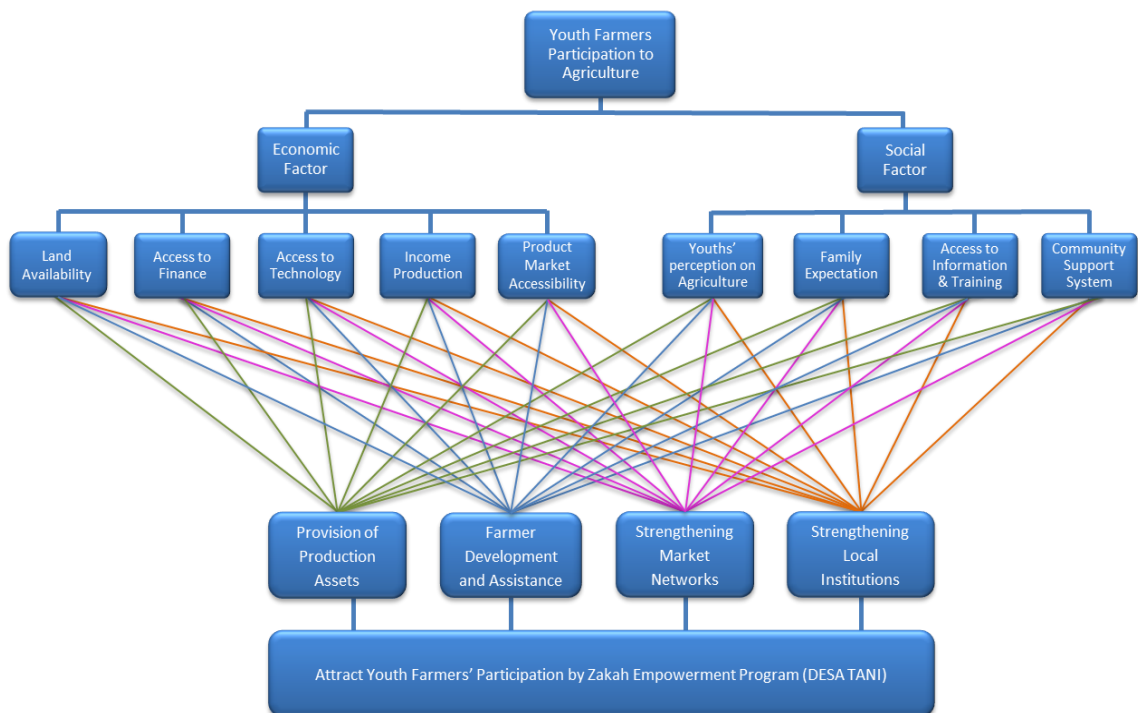 Youth Farmers
Participation to
Agriculture
Economic
Factor
Social
Factor
Land
Availability
Access to
Finance
Access to
Technology
Income
Production
Product
Market
Accessibility
Youths'
perception on
Agriculture
Family
Expectation
Access to
Information
& Training
Community
Support
System
Provision of
Production
Assets
Farmer
Development
and Assistance
Strengthening
Market
Networks
Strengthening
Local
Institutions
Attract Youth Farmers' Participation by Zakah Empowerment Program (DESA TANI)